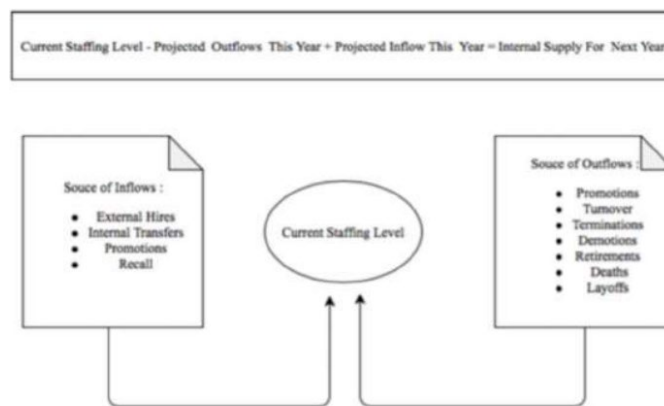 Current Staffing Level - Projected Outflows This Year + Projected Inflow This Year = Internal Supply For Next Year
Souce of Inflows :
External Hires
Internal Transfers
Promotions
Recall
Current Staffing Level
Souce of Outflows :
Promotions
Turnover
Terminations
Demotions
Retirements
Deaths
Layoffs